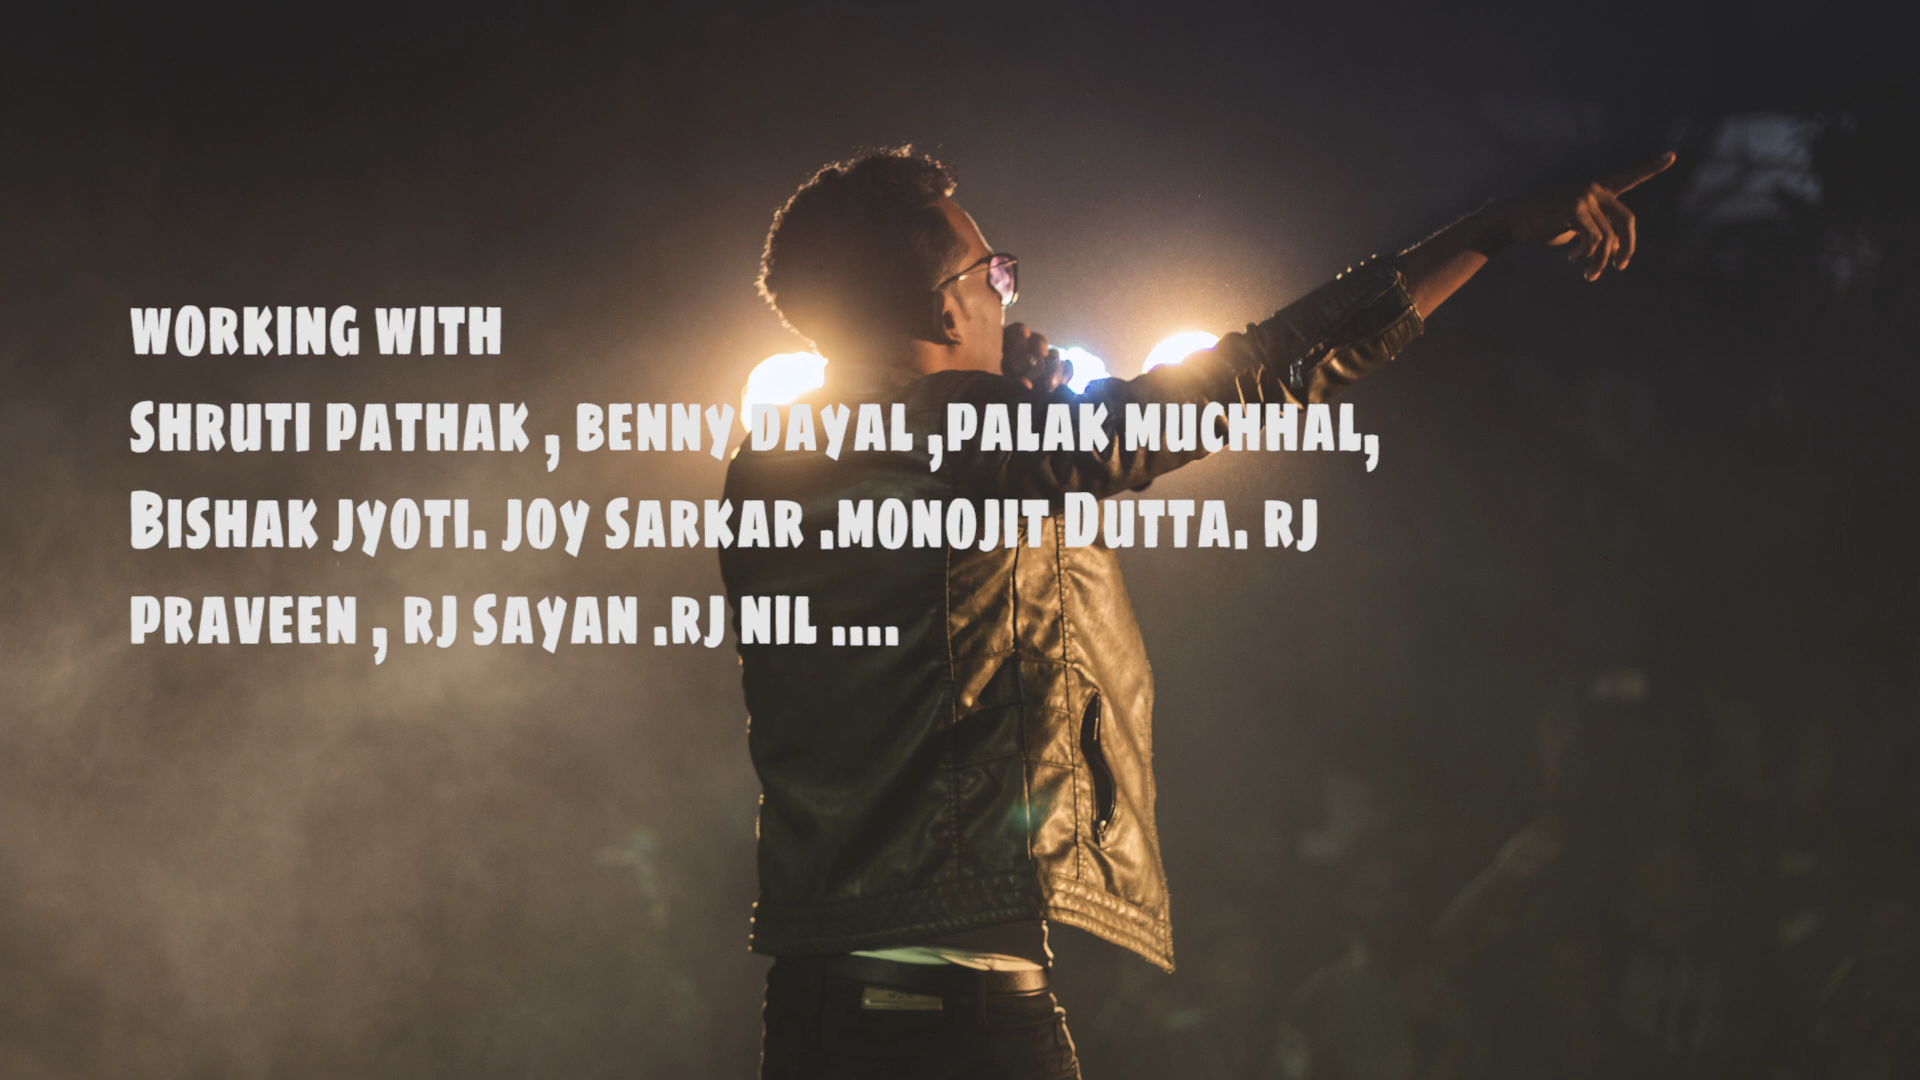 WORKING WITH
SHRUTI PATHAK , BENNY DAYAL ,PALAK MUCHHAL,
BISHAK JYOTI. JOY SARKAR .MONOJIT DUTTA. RJ
PRAVEEN , RJ SAYAN .RJ NIL ....